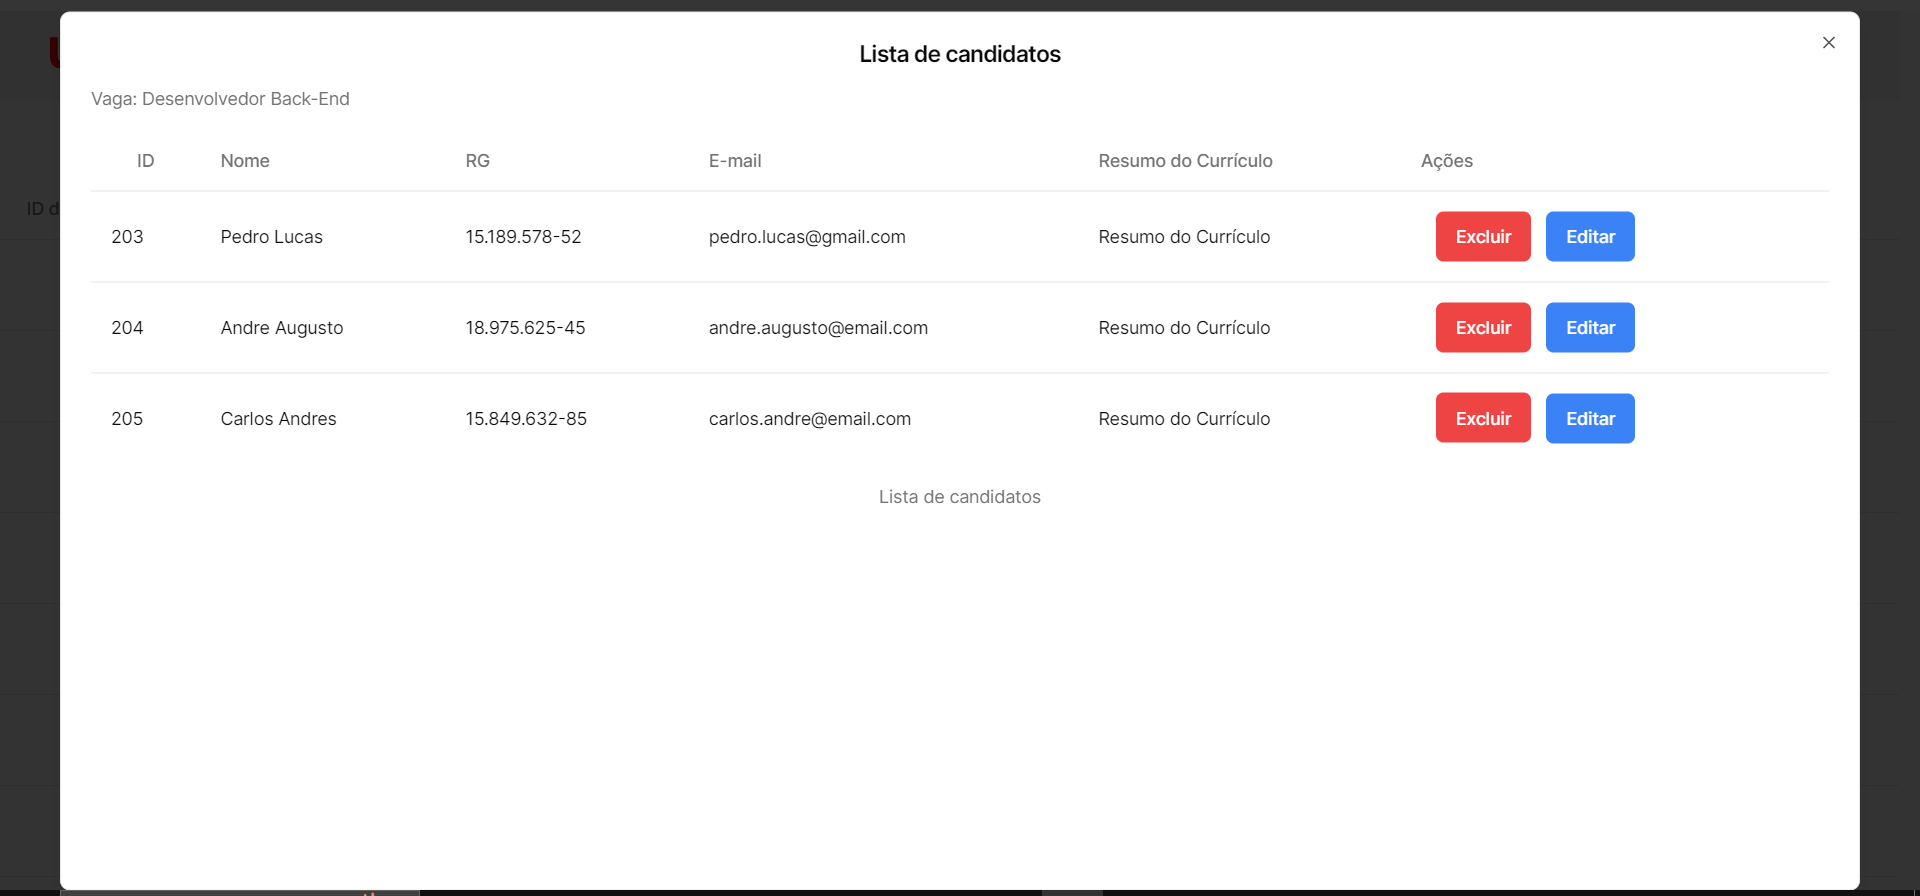 Lista de candidatos
Vaga: Desenvolvedor Back-End
ID Nome RG E-mail Resumo do Currículo Ações
ID d
203 Pedro Lucas 15.189.578-52 pedro.lucas@gmail.com Resumo do Currículo Excluir Editar
204 Andre Augusto 18.975.625-45 andre.augusto@email.com Resumo do Currículo Excluir Editar
205 Carlos Andres 15.849.632-85 carlos.andre@email.com Resumo do Currículo Excluir Editar
Lista de candidatos